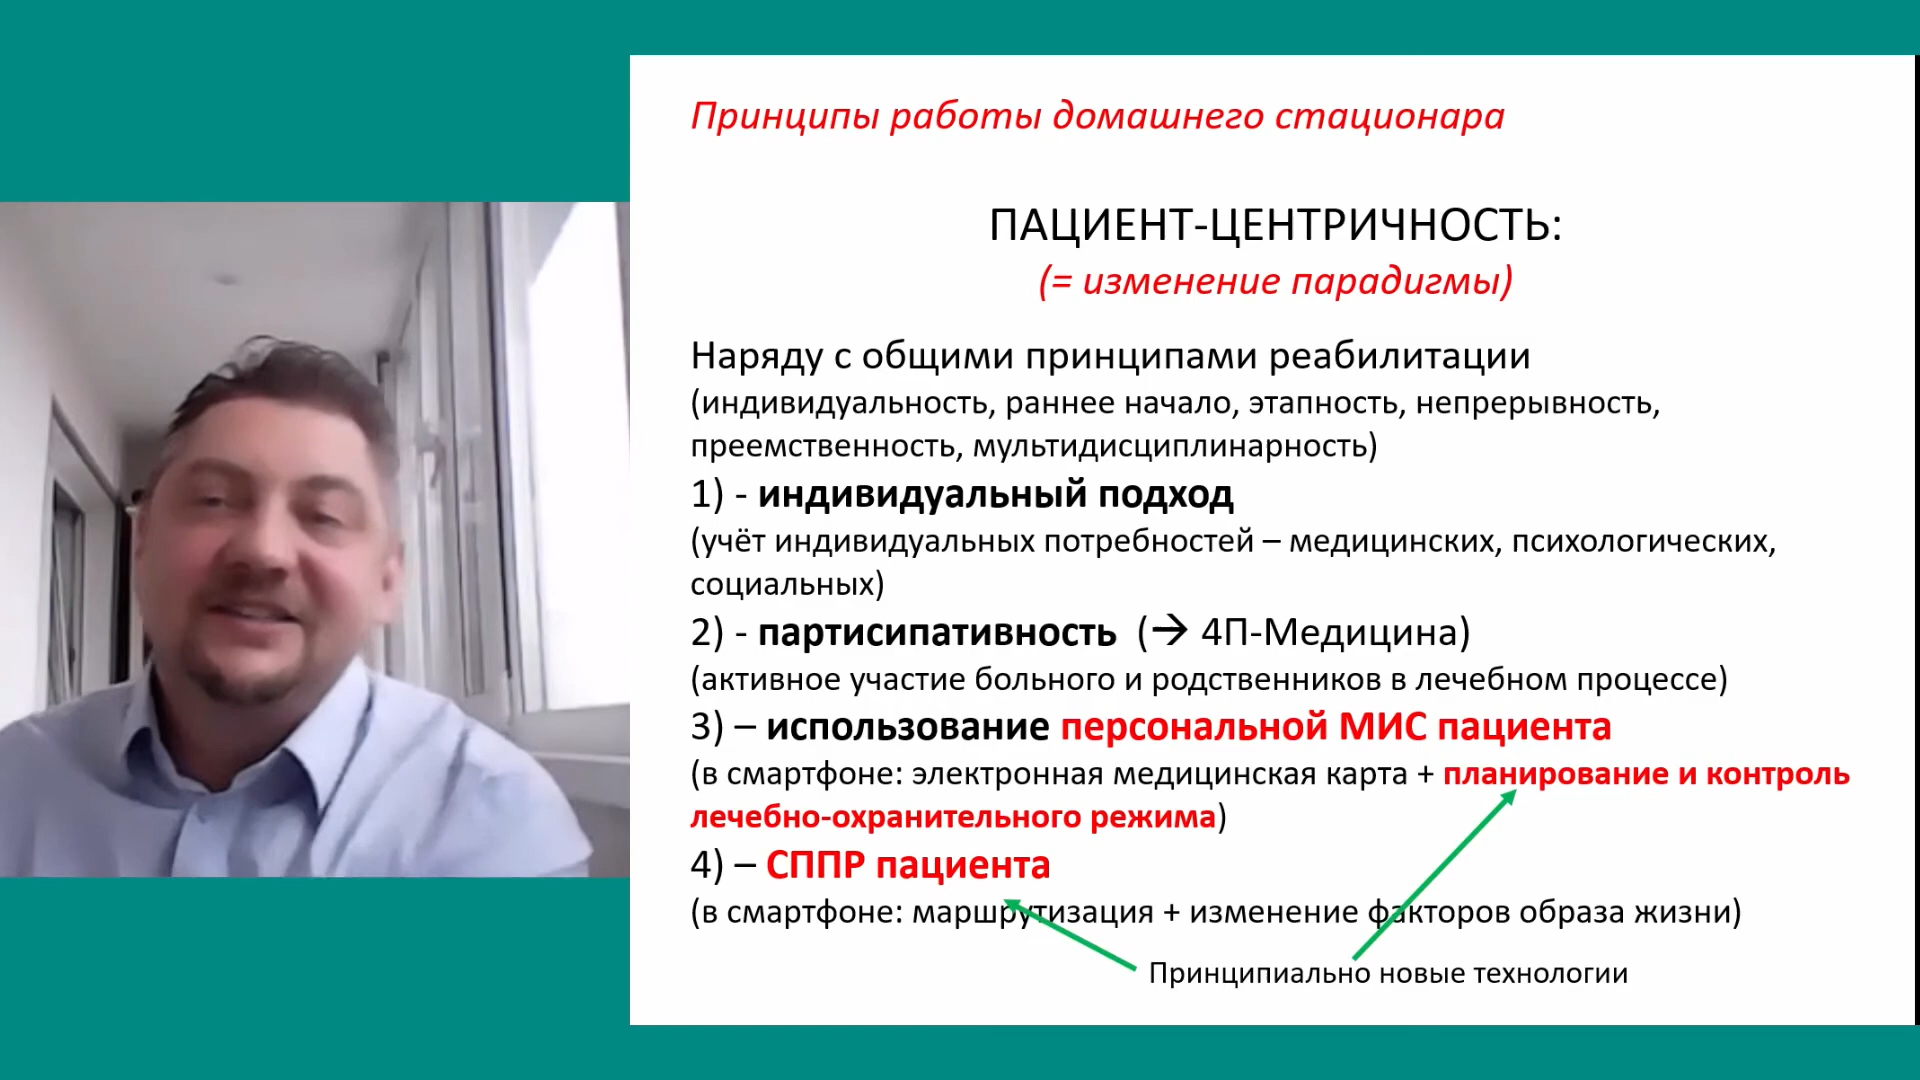 Принципы работы домашнего стационара
ПАЦИЕНТ-ЦЕНТРИЧНОСТЬ:
(= изменение парадигмы)
Наряду с общими принципами реабилитации
(индивидуальность, раннее начало, этапность, непрерывность,
преемственность, мультидисциплинарность)
1) - индивидуальный подход
(учёт индивидуальных потребностей – медицинских, психологических,
социальных)
2) - партисипативность (→ 4П-Медицина)
(активное участие больного и родственников в лечебном процессе)
3) – использование персональной МИС пациента
(в смартфоне: электронная медицинская карта + планирование и контроль
лечебно-охранительного режима)
4) – СППР пациента
(в смартфоне: маршрутизация + изменение факторов образа жизни)
Принципиально новые технологии